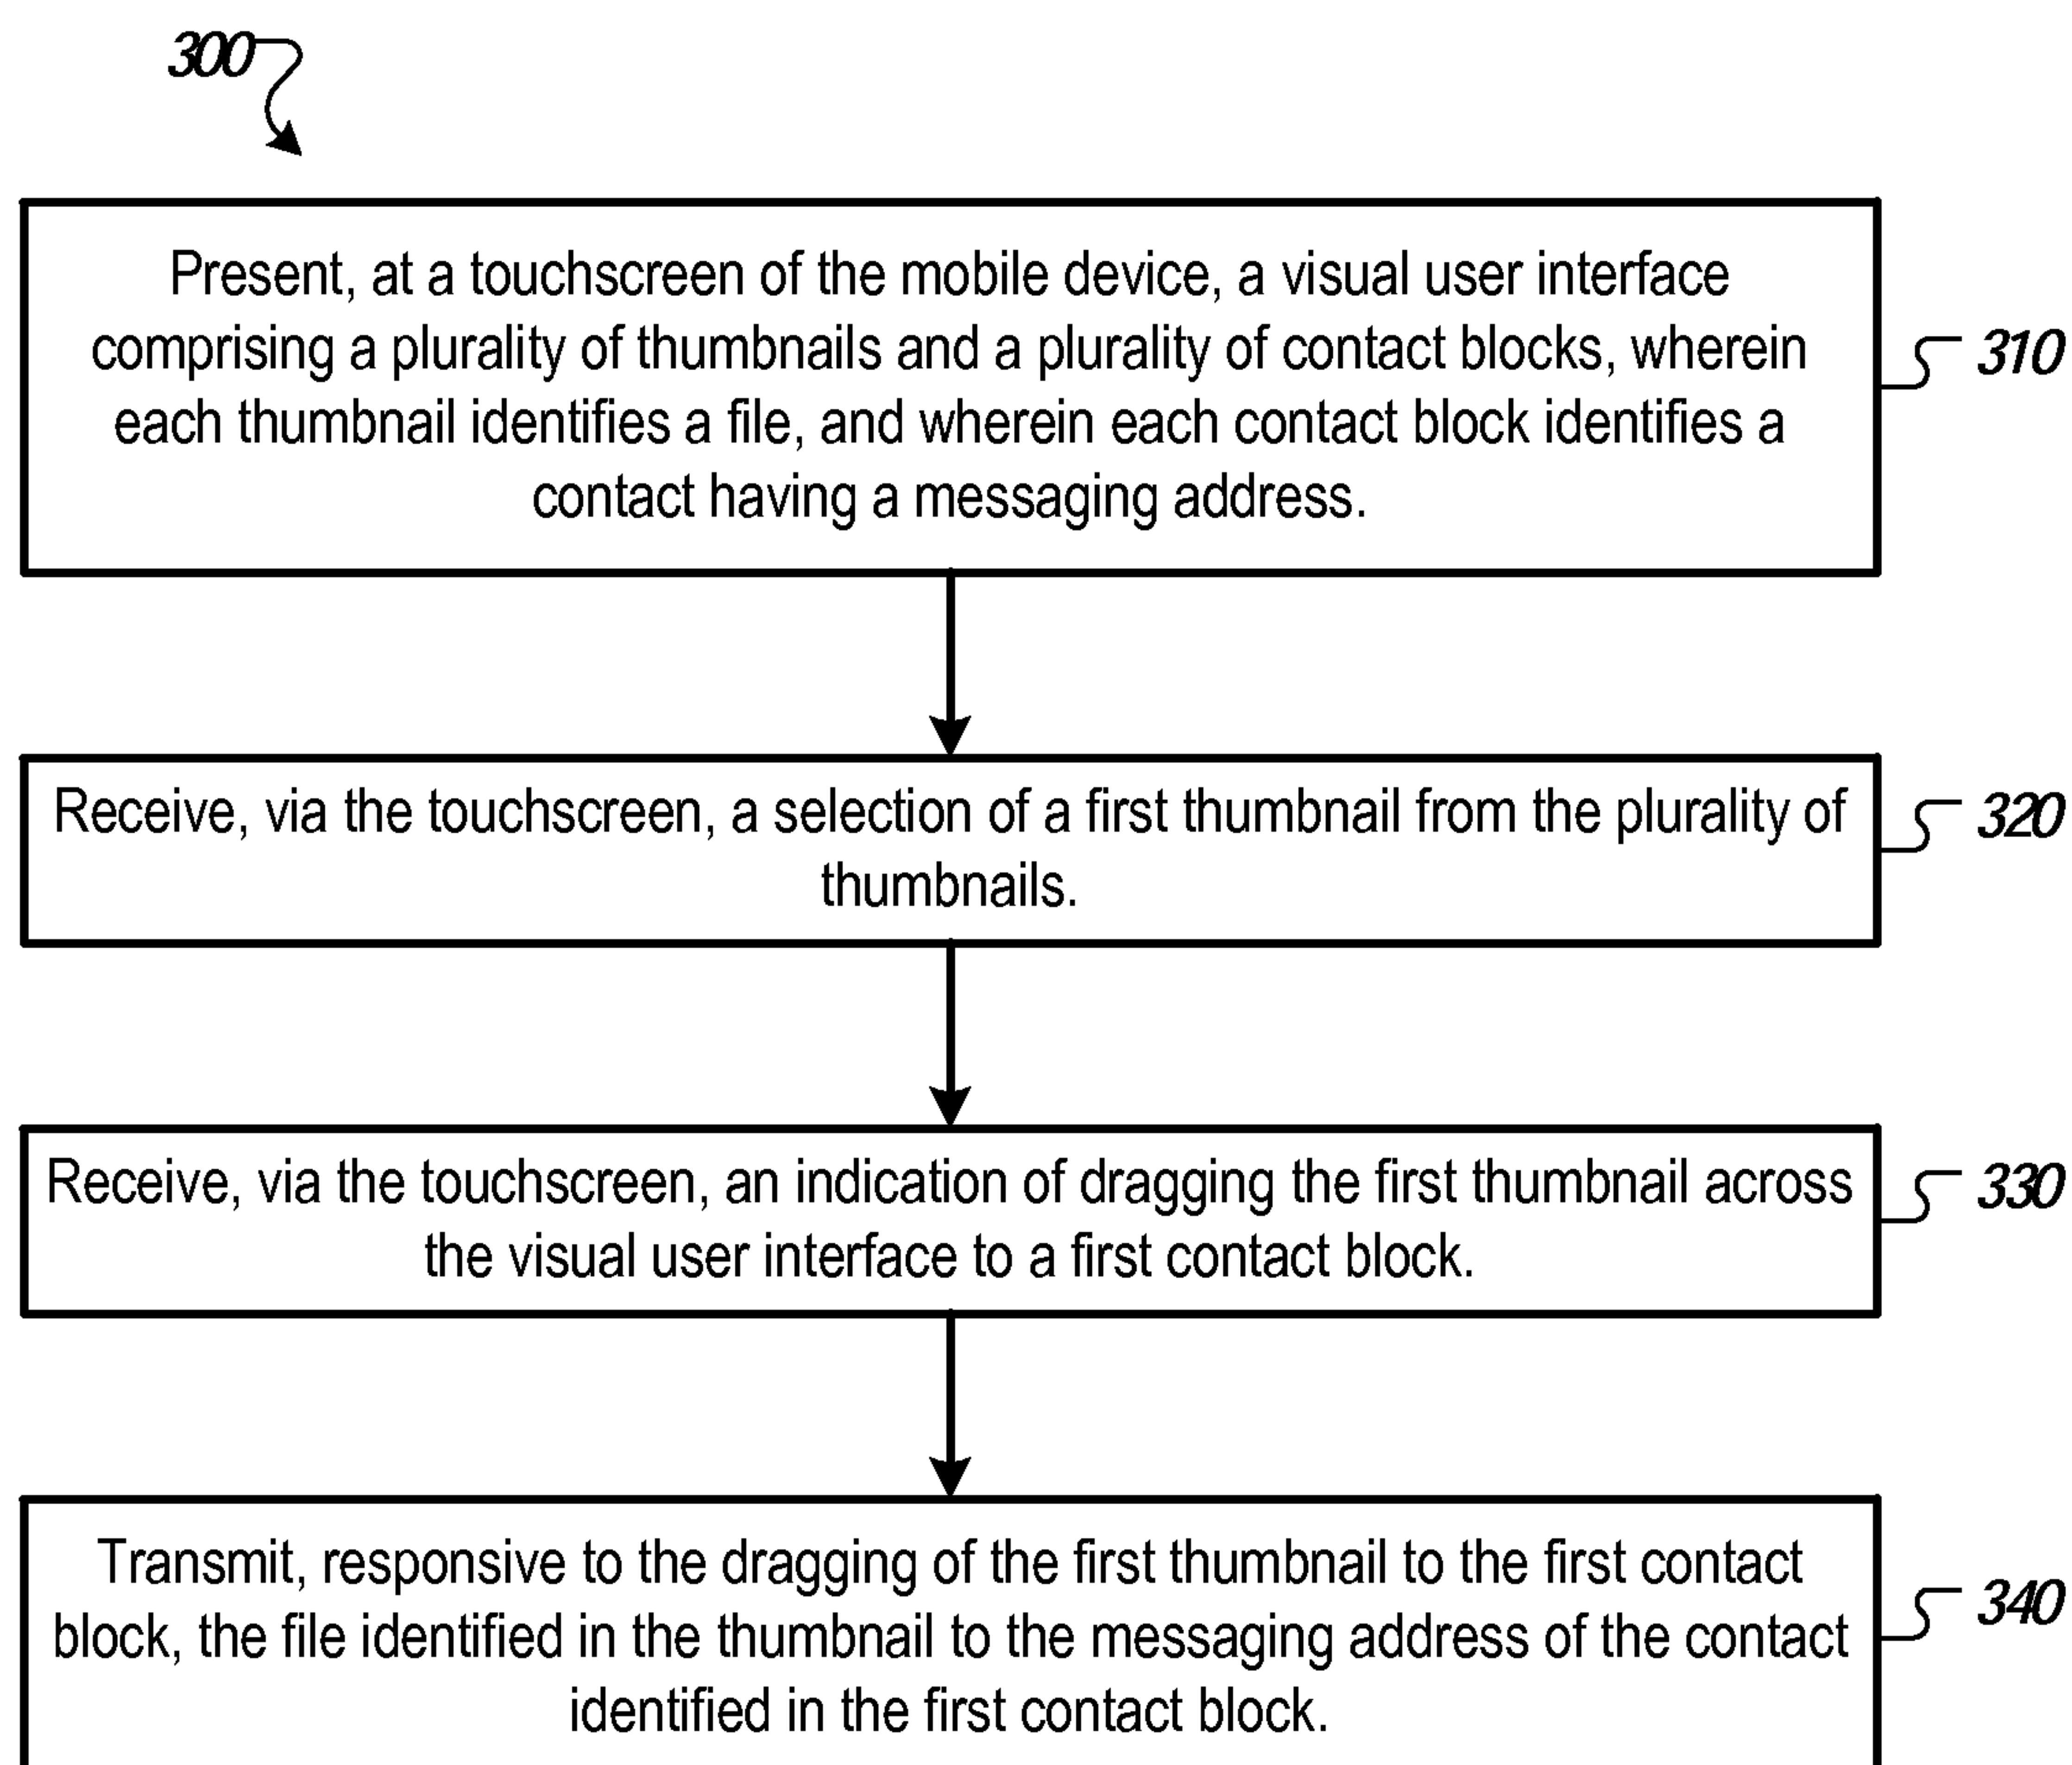 300
Present, at a touchscreen of the mobile device, a visual user interface
comprising a plurality of thumbnails and a plurality of contact blocks, wherein
each thumbnail identifies a file, and wherein each contact block identifies a
contact having a messaging address.
310
Receive, via the touchscreen, a selection of a first thumbnail from the plurality of
thumbnails.
320
Receive, via the touchscreen, an indication of dragging the first thumbnail across
the visual user interface to a first contact block.
330
Transmit, responsive to the dragging of the first thumbnail to the first contact
block, the file identified in the thumbnail to the messaging address of the contact
identified in the first contact block.
340